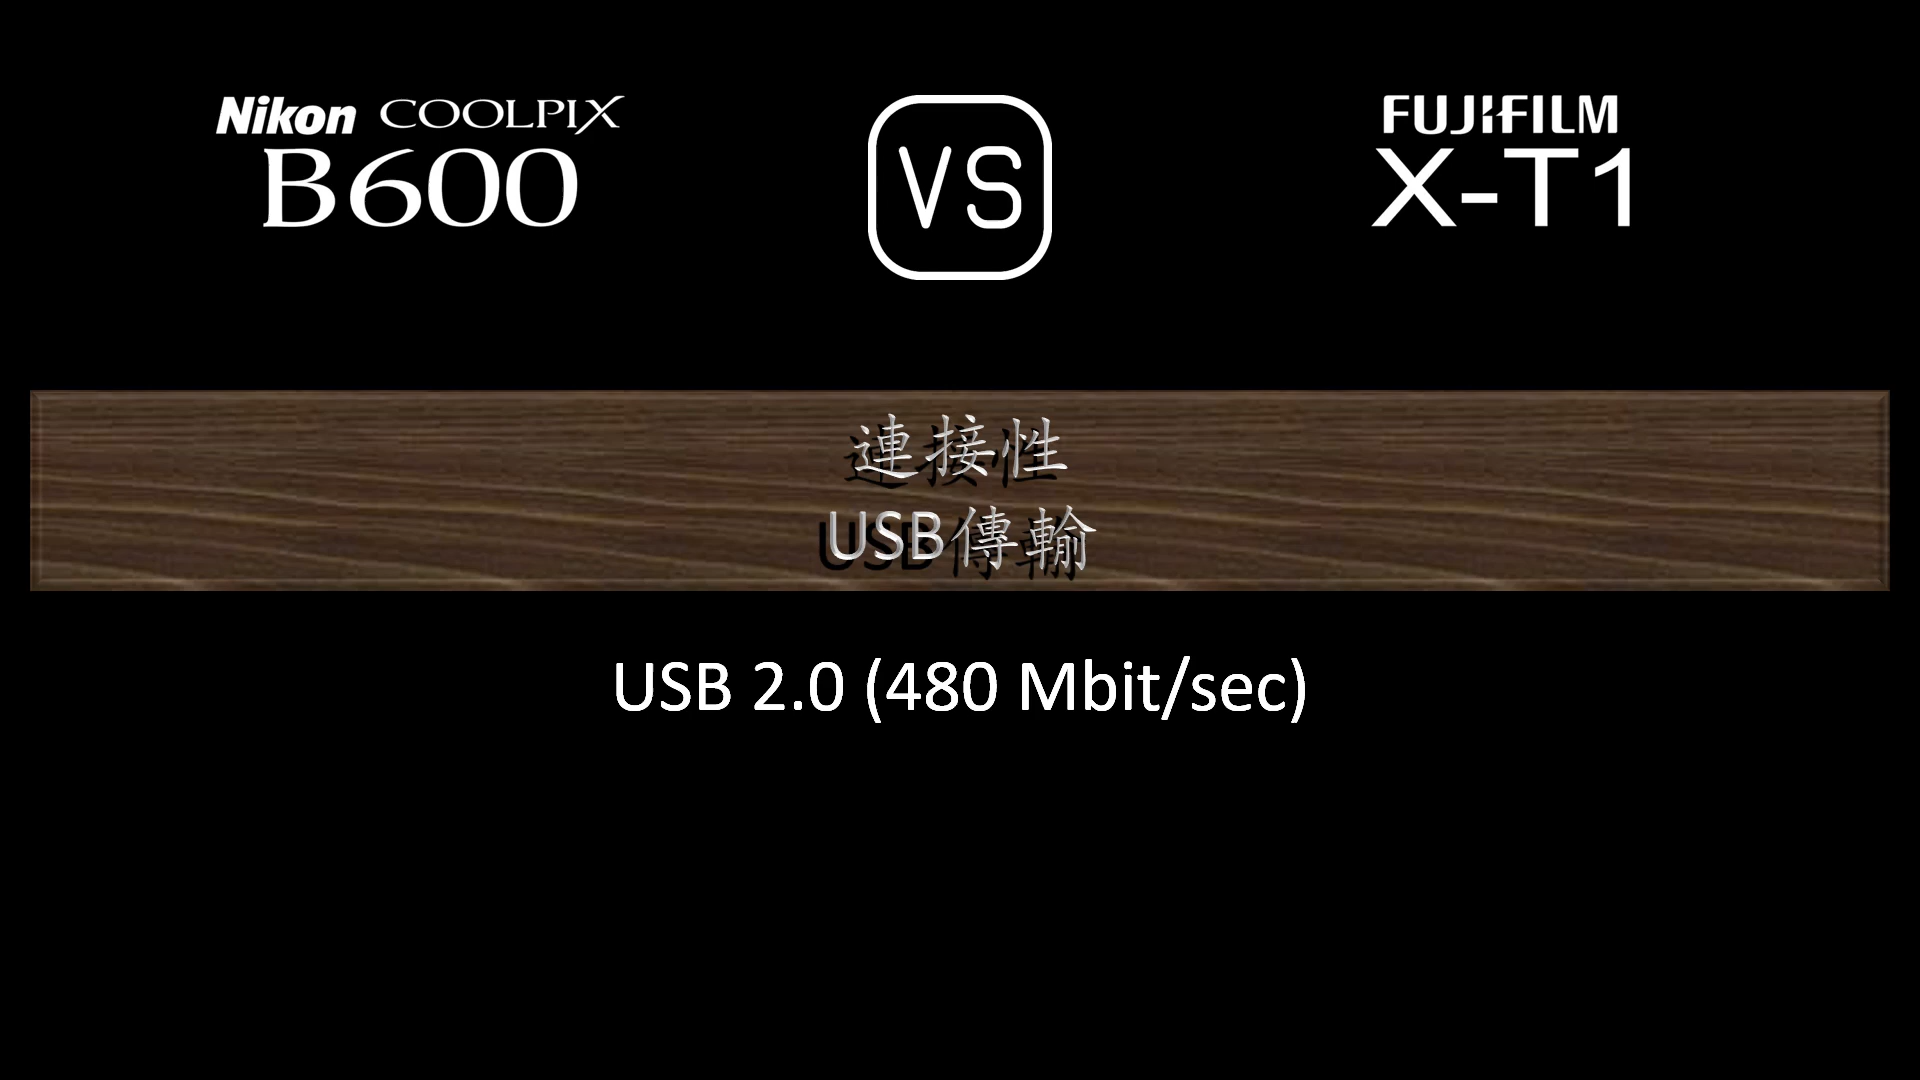 Nikon COOLPIX
B600
VS
FUJIFILM
X-T1
連接性
USB傳輸
USB 2.0 (480 Mbit/sec)